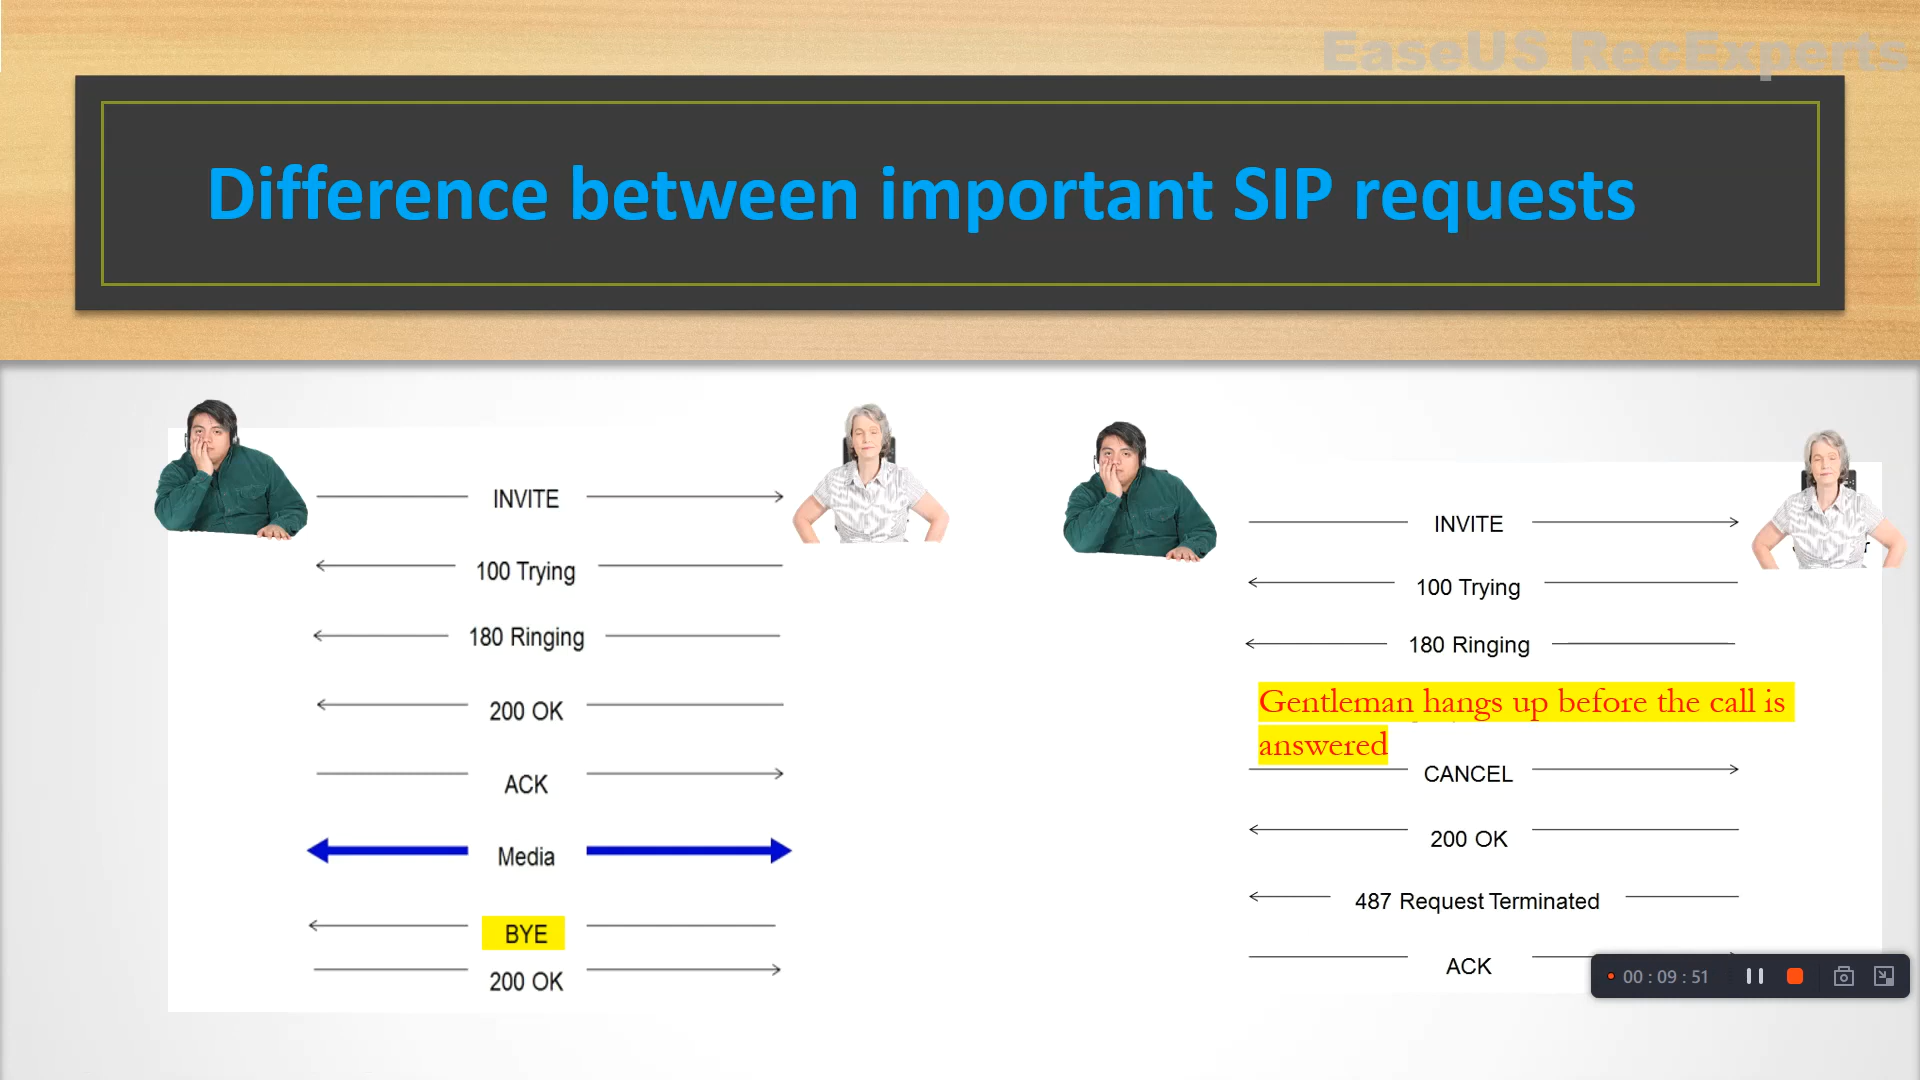 EaseUS RecExperts
Difference between important SIP requests
INVITE
100 Trying
180 Ringing
200 OK
ACK
Media
BYE
200 OK
INVITE
100 Trying
180 Ringing
Gentleman hangs up before the call is
answered
CANCEL
200 OK
487 Request Terminated
ACK
00 : 09 : 51